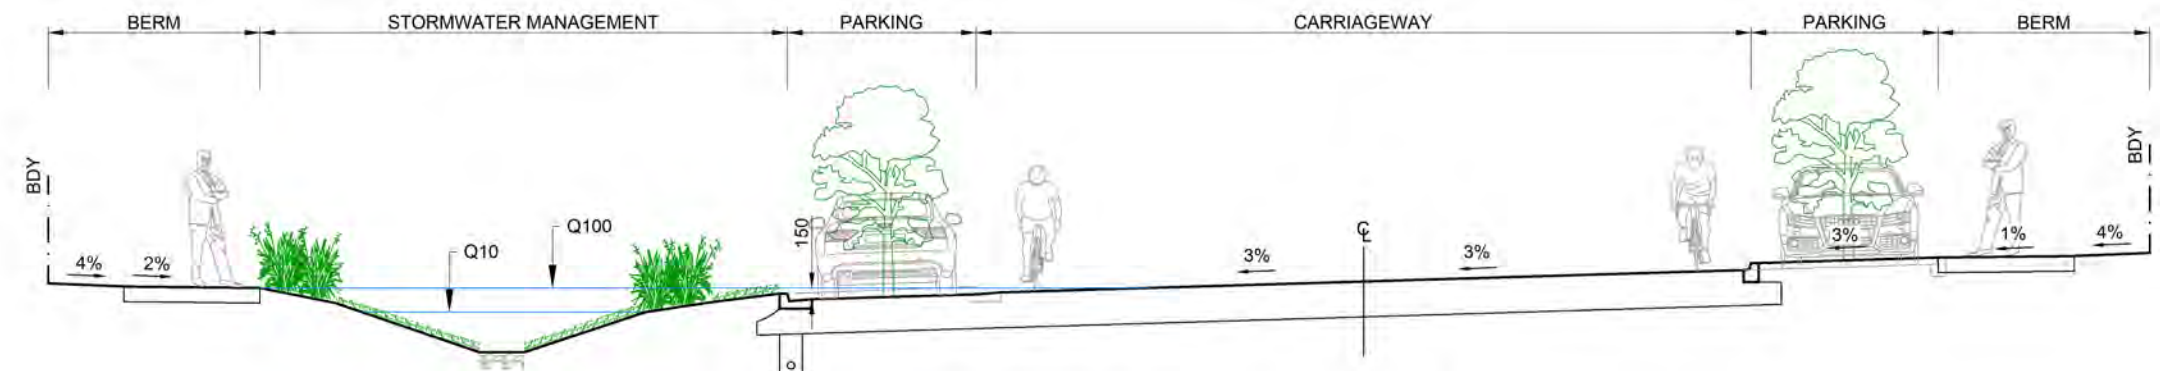 BERM
STORMWATER MANAGEMENT
PARKING
CARRIAGEWAY
PARKING
BERM
BDY
BDY
Q100
150
Q10
℄
4%
2%
3%
3%
3%
1%
4%